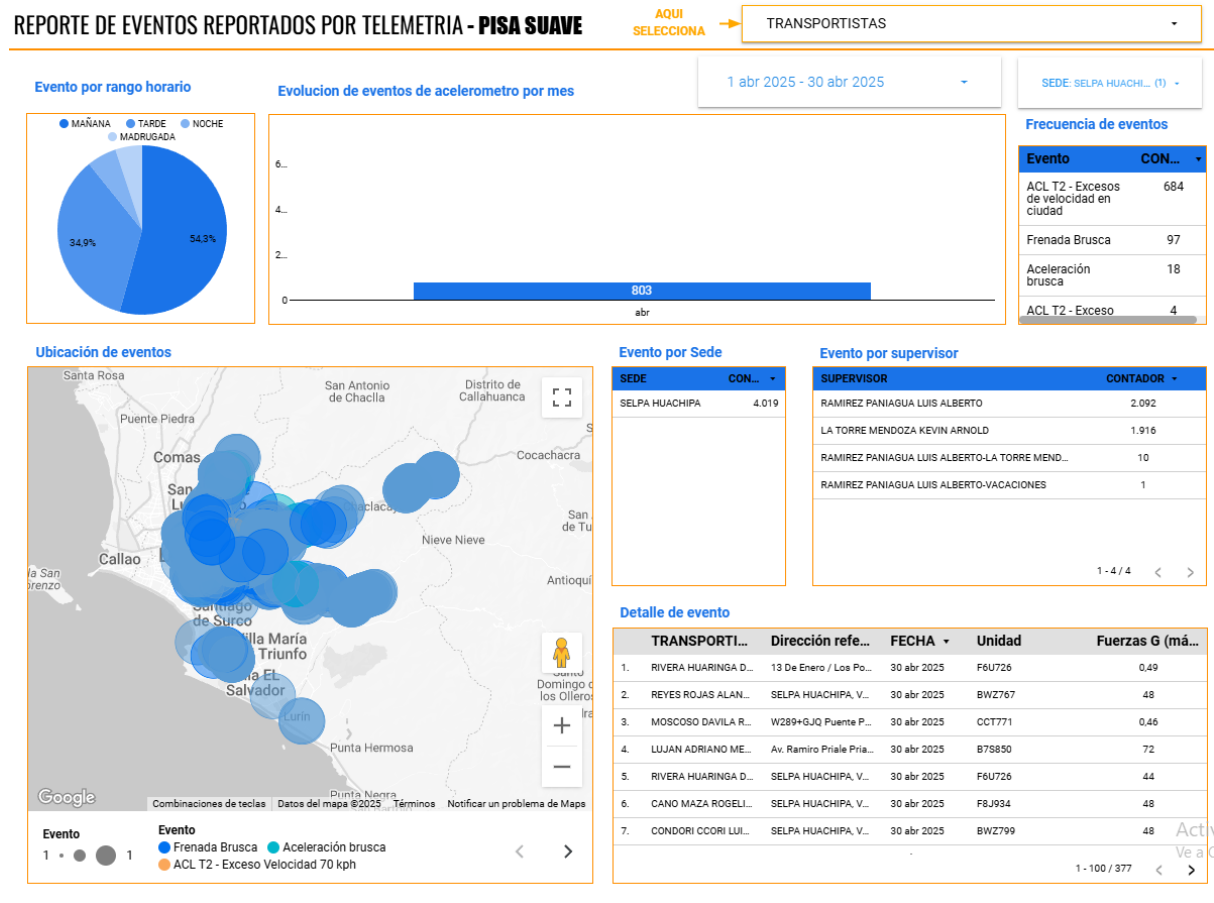 REPORTE DE EVENTOS REPORTADOS POR TELEMETRIA - PISA SUAVE
AQUI
SELECCIONA
TRANSPORTISTAS
1 abr 2025 - 30 abr 2025
SEDE: SELPA HUACHI... (1)
Evento por rango horario
MAÑANA TARDE NOCHE
MADRUGADA
34,9%
54,3%
Evolucion de eventos de acelerometro por mes
6...
4...
2...
0
803
abr
Frecuencia de eventos
Evento CON...
ACL T2 - Excesos
de velocidad en
ciudad
684
Frenada Brusca 97
Aceleración
brusca
18
ACL T2 - Exceso 4
Ubicación de eventos
Santa Rosa
San Antonio
de Chaclla
Distrito de
Callahuanca
Puente Piedra
Comas
Cocachacra
San
Nieve Nieve
San
de Tu
Callao
la San
Antioquí
Santiago
de Surco
Villa María
Triunfo
a EL
Salvador
Santo
Domingo d
los Ollero
Lurín
Punta Hermosa
Punta Negra
Google
Combinaciones de teclas Datos del mapa ©2025 Términos Notificar un problema de Maps
Evento
1 1
Evento
Frenada Brusca Aceleración brusca
ACL T2 - Exceso Velocidad 70 kph
Evento por Sede
SEDE CON...
SELPA HUACHIPA 4.019
Evento por supervisor
SUPERVISOR CONTADOR
RAMIREZ PANIAGUA LUIS ALBERTO 2.092
LA TORRE MENDOZA KEVIN ARNOLD 1.916
RAMIREZ PANIAGUA LUIS ALBERTO-LA TORRE MEND... 10
RAMIREZ PANIAGUA LUIS ALBERTO-VACACIONES 1
1 - 4 / 4
Detalle de evento
TRANSPORTI... Dirección refe... FECHA Unidad Fuerzas G (má...
1. RIVERA HUARINGA D... 13 De Enero / Los Po... 30 abr 2025 F6U726 0,49
2. REYES ROJAS ALAN... SELPA HUACHIPA, V... 30 abr 2025 BWZ767 48
3. MOSCOSO DAVILA R... W289+GJQ Puente P... 30 abr 2025 CCT771 0,46
4. LUJAN ADRIANO ME... Av. Ramiro Priale Pria... 30 abr 2025 B7S850 72
5. RIVERA HUARINGA D... SELPA HUACHIPA, V... 30 abr 2025 F6U726 44
6. CANO MAZA ROGELI... SELPA HUACHIPA, V... 30 abr 2025 F8J934 48
7. CONDORI CCORI LUI... SELPA HUACHIPA, V... 30 abr 2025 BWZ799 48
1 - 100 / 377
Activ
Ve a C